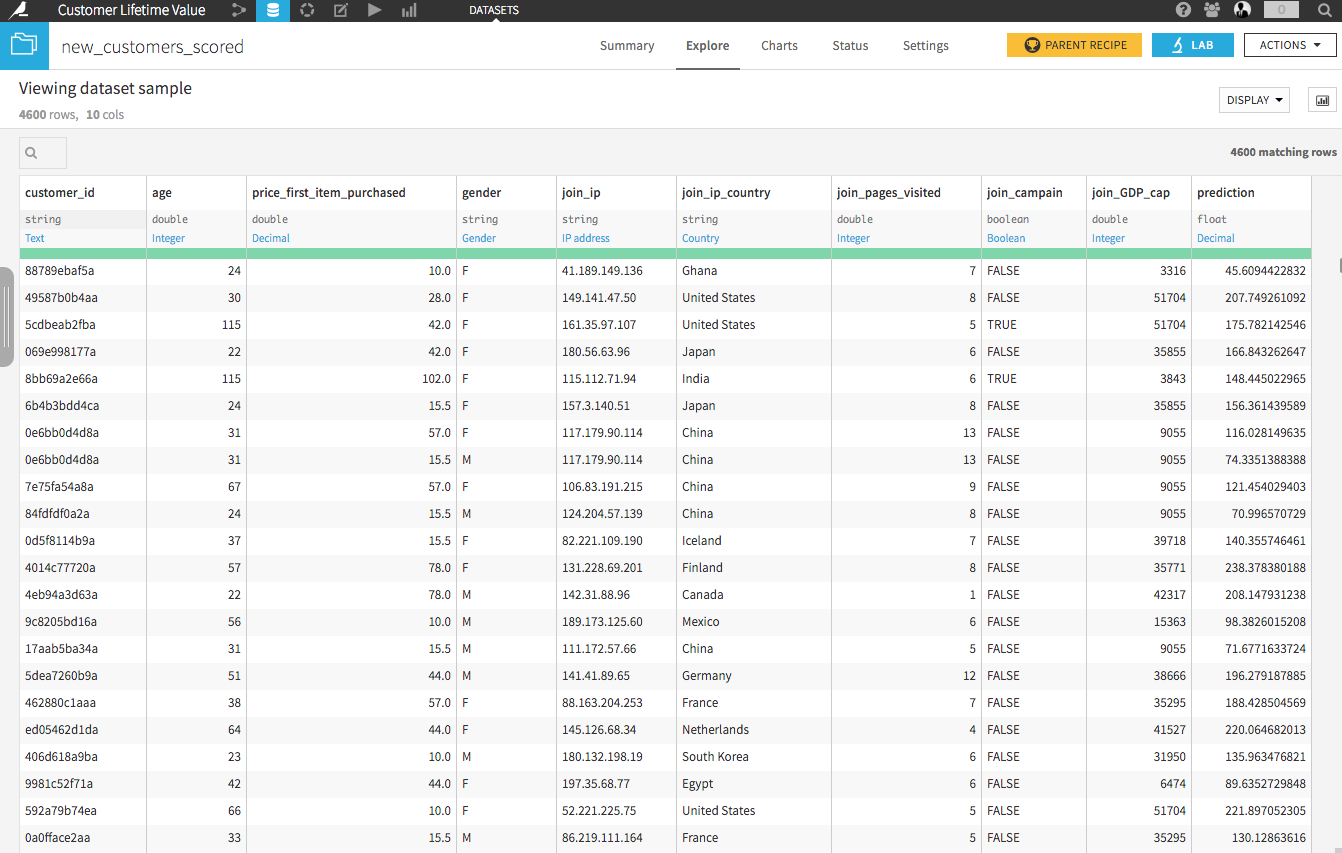 Customer Lifetime Value DATASETS 0
new_customers_scored Summary Explore Charts Status Settings PARENT RECIPE LAB ACTIONS
Viewing dataset sample
4600 rows, 10 cols DISPLAY
4600 matching rows
customer_id age price_first_item_purchased gender join_ip join_ip_country join_pages_visited join_campain join_GDP_cap prediction
string double double string string string double boolean double float
Text Integer Decimal Gender IP address Country Integer Boolean Integer Decimal
88789ebaf5a 24 10.0 F 41.189.149.136 Ghana 7 FALSE 3316 45.6094422832
49587b0b4aa 30 28.0 F 149.141.47.50 United States 8 FALSE 51704 207.749261092
5cdbeab2fba 115 42.0 F 161.35.97.107 United States 5 TRUE 51704 175.782142546
069e998177a 22 42.0 F 180.56.63.96 Japan 6 FALSE 35855 166.843262647
8bb69a2e66a 115 102.0 F 115.112.71.94 India 6 TRUE 3843 148.445022965
6b4b3bdd4ca 24 15.5 F 157.3.140.51 Japan 8 FALSE 35855 156.361439589
0e6bb0d4d8a 31 57.0 F 117.179.90.114 China 13 FALSE 9055 116.028149635
0e6bb0d4d8a 31 15.5 M 117.179.90.114 China 13 FALSE 9055 74.3351388388
7e75fa54a8a 67 57.0 F 106.83.191.215 China 9 FALSE 9055 121.454029403
84fdfdf0a2a 24 15.5 M 124.204.57.139 China 8 FALSE 9055 70.996570729
0d5f8114b9a 37 15.5 F 82.221.109.190 Iceland 7 FALSE 39718 140.355746461
4014c77720a 57 78.0 F 131.228.69.201 Finland 8 FALSE 35771 238.378380188
4eb94a3d63a 22 78.0 M 142.31.88.96 Canada 1 FALSE 42317 208.147931238
9c8205bd16a 56 10.0 M 189.173.125.60 Mexico 6 FALSE 15363 98.3826015208
17aab5ba34a 31 15.5 M 111.172.57.66 China 5 FALSE 9055 71.6771633724
5dea7260b9a 51 44.0 M 141.41.89.65 Germany 12 FALSE 38666 196.279187885
462880c1aaa 38 57.0 F 88.163.204.253 France 7 FALSE 35295 188.428504569
ed05462d1da 64 44.0 F 145.126.68.34 Netherlands 4 FALSE 41527 220.064682013
406d618a9ba 23 10.0 M 180.132.198.19 South Korea 6 FALSE 31950 135.963476821
9981c52f71a 42 44.0 F 197.35.68.77 Egypt 6 FALSE 6474 89.6352729848
592a79b74ea 66 10.0 F 52.221.225.75 United States 5 FALSE 51704 221.897052305
0a0fface2aa 33 15.5 M 86.219.111.164 France 5 FALSE 35295 130.12863616